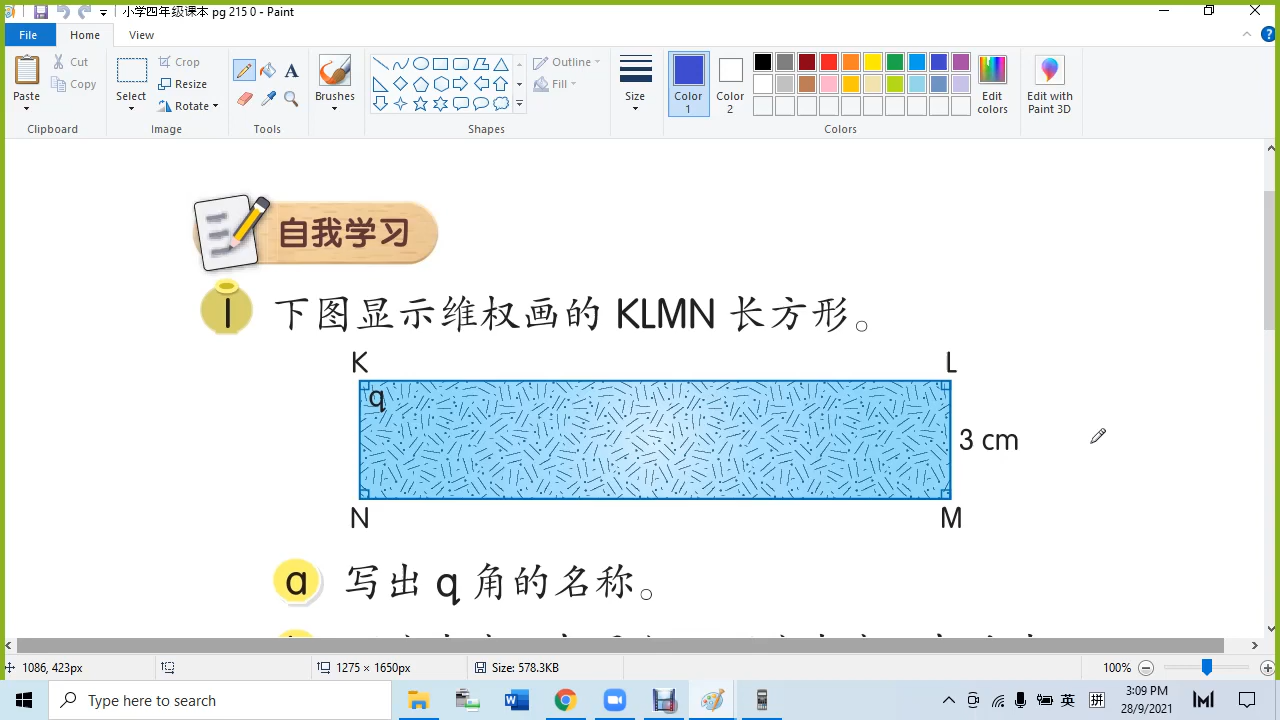 小学四年级课本 pg 215 0 - Paint
File Home View
Paste
Cut
Copy
Clipboard
Select
Crop
Resize
Rotate
Image
Tools
Brushes
Outline
Fill
Shapes
Size
Color 1
Color 2
Edit colors
Colors
Edit with Paint 3D
自我学习
1 下图显示维权画的 KLMN 长方形。
K L
q
3 cm
N M
a 写出 q 角的名称。
1086, 423px
1275 × 1650px
Size: 578.3KB
100%
Type here to search
英
拼
3:09 PM
28/9/2021